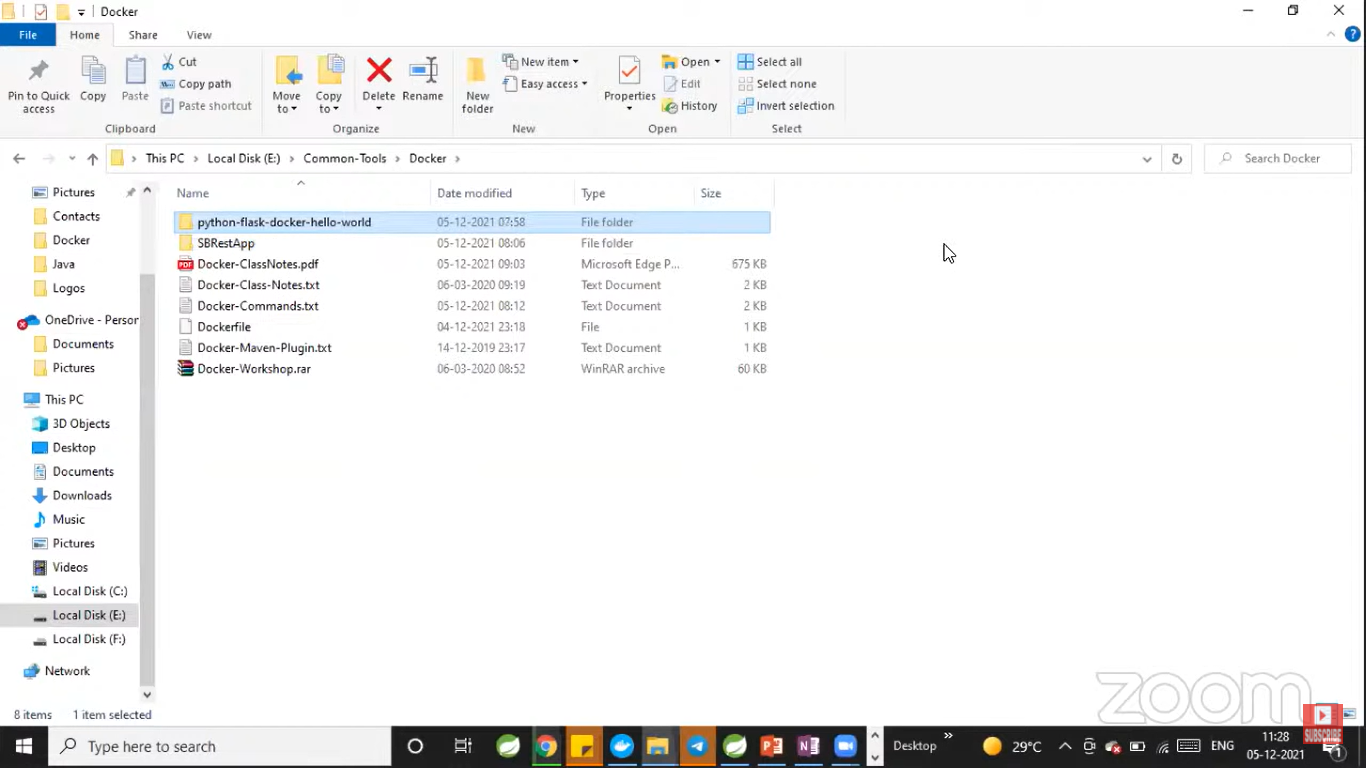 Docker
File Home Share View
Pin to Quick access
Copy
Paste
Cut
Copy path
Paste shortcut
Clipboard
Move to
Copy to
Delete
Rename
Organize
New folder
New item
Easy access
New
Properties
Open
Edit
History
Open
Select all
Select none
Invert selection
Select
This PC > Local Disk (E:) > Common-Tools > Docker >
Search Docker
Pictures
Contacts
Docker
Java
Logos
OneDrive - Person
Documents
Pictures
This PC
3D Objects
Desktop
Documents
Downloads
Music
Pictures
Videos
Local Disk (C:)
Local Disk (E:)
Local Disk (F:)
Network
Name Date modified Type Size
python-flask-docker-hello-world 05-12-2021 07:58 File folder
SBRestApp 05-12-2021 08:06 File folder
PDF Docker-ClassNotes.pdf 05-12-2021 09:03 Microsoft Edge P... 675 KB
Docker-Class-Notes.txt 06-03-2020 09:19 Text Document 2 KB
Docker-Commands.txt 05-12-2021 08:12 Text Document 2 KB
Dockerfile 04-12-2021 23:18 File 1 KB
Docker-Maven-Plugin.txt 14-12-2019 23:17 Text Document 1 KB
Docker-Workshop.rar 06-03-2020 08:52 WinRAR archive 60 KB
zoom
SUBSCRIBE
8 items 1 item selected
Type here to search
Desktop
29°C
ENG
11:28
05-12-2021
1